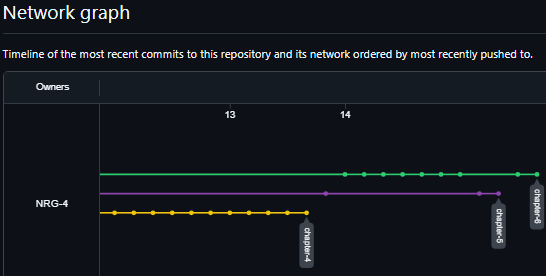 Network graph
Timeline of the most recent commits to this repository and its network ordered by most recently pushed to.
Owners
13 14
NRG-4
chapter-6
chapter-5
chapter-4